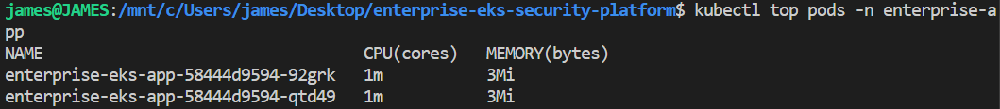 james@JAMES:/mnt/c/Users/james/Desktop/enterprise-eks-security-platform$ kubectl top pods -n enterprise-a
pp
NAME CPU(cores) MEMORY(bytes)
enterprise-eks-app-58444d9594-92grk 1m 3Mi
enterprise-eks-app-58444d9594-qtd49 1m 3Mi